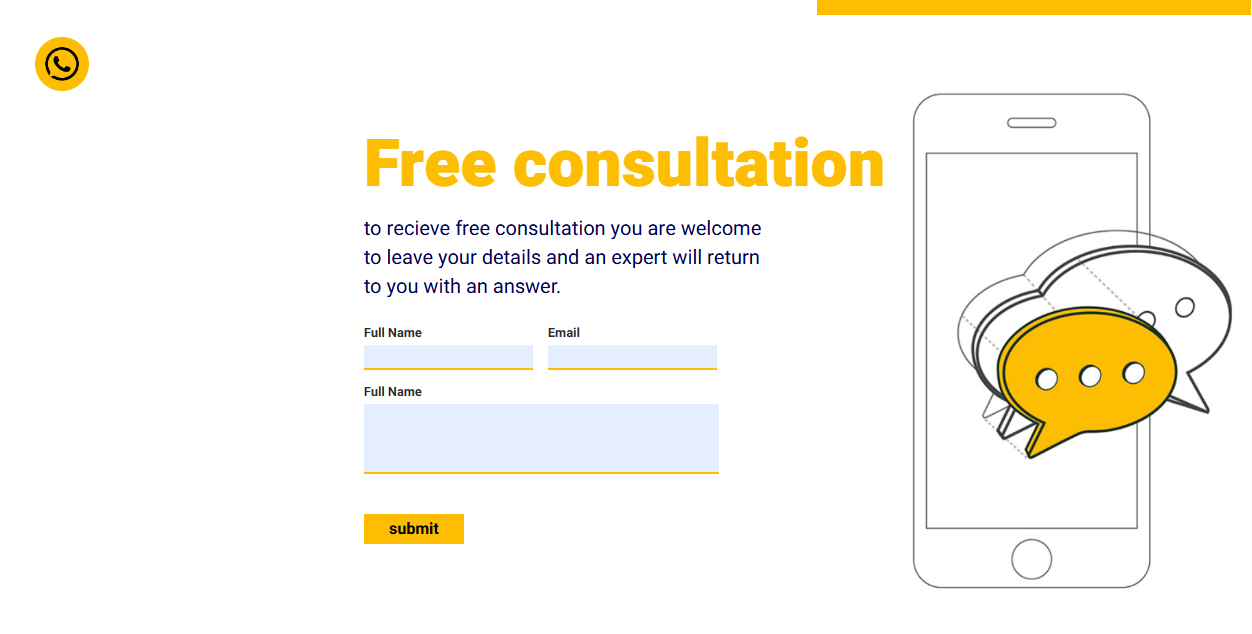 Free consultation
to recieve free consultation you are welcome
to leave your details and an expert will return
to you with an answer.
Full Name Email
Full Name
submit